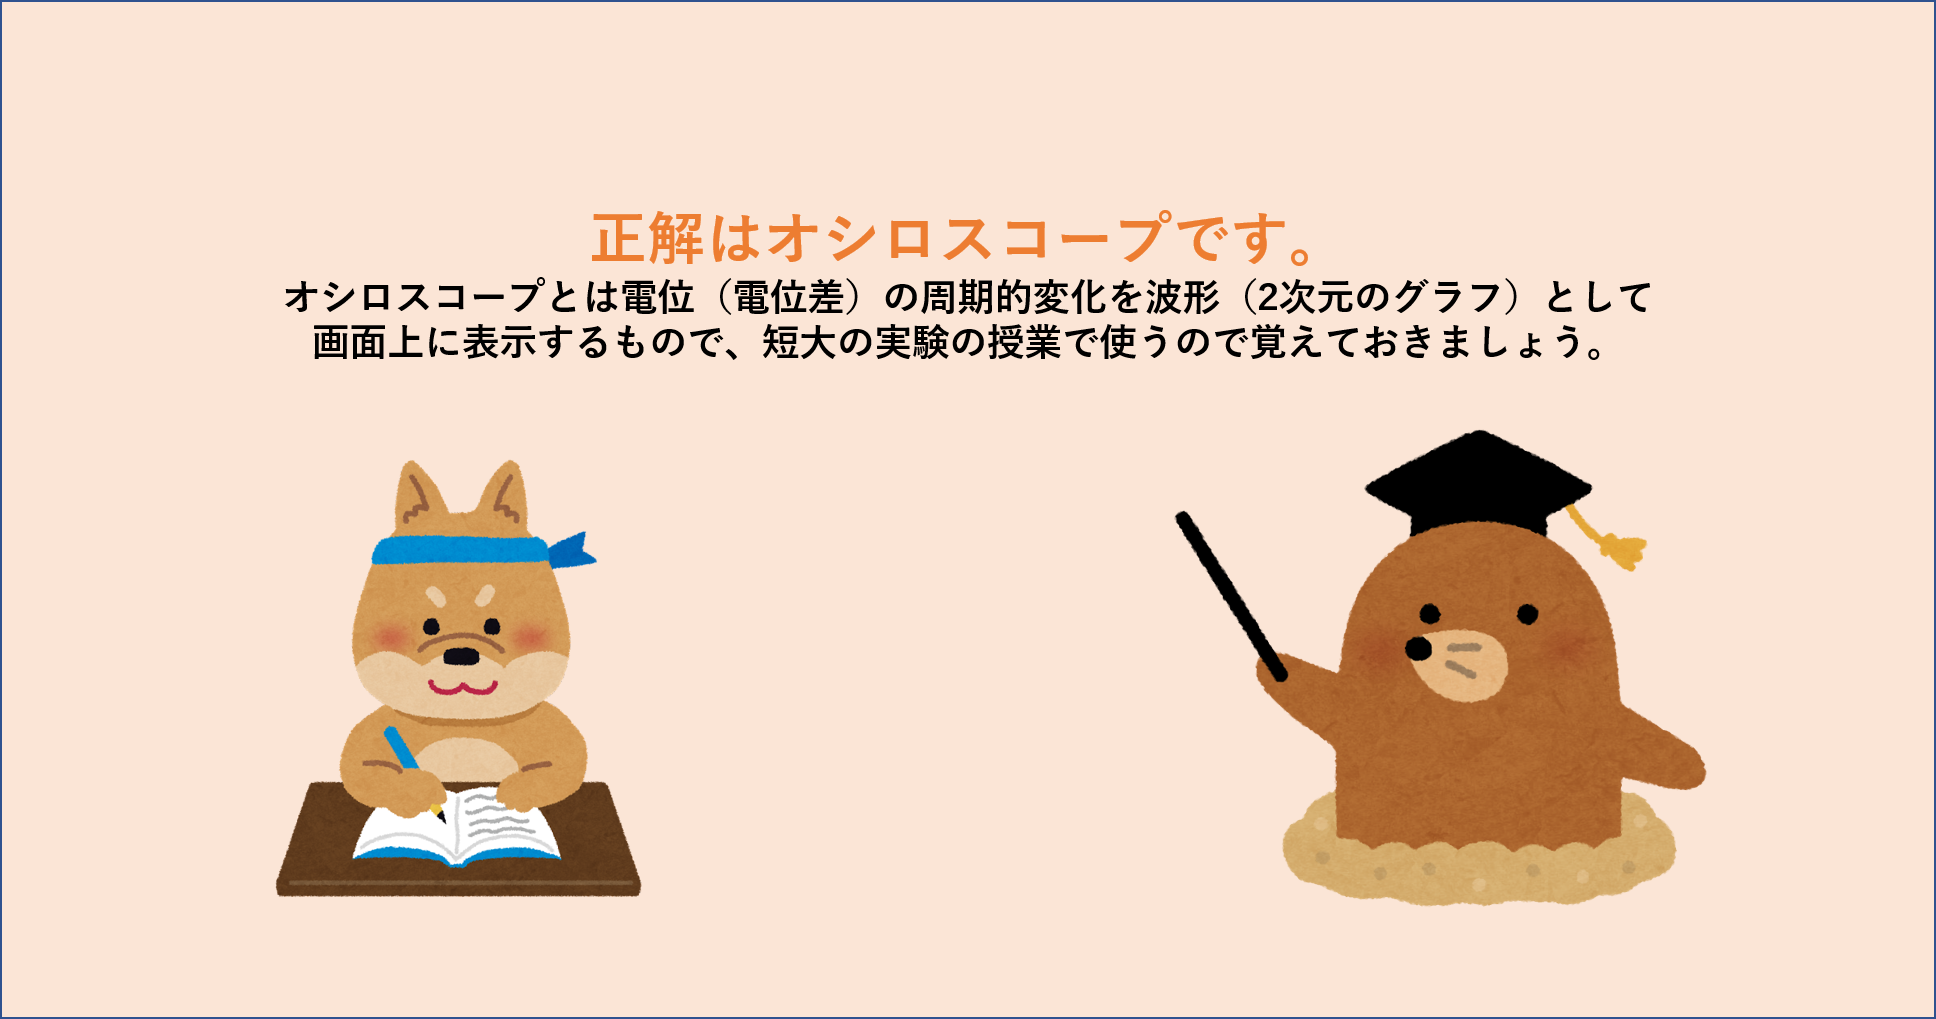 正解はオシロスコープです。
オシロスコープとは電位（電位差）の周期的変化を波形（2次元のグラフ）として
画面上に表示するもので、短大の実験の授業で使うので覚えておきましょう。